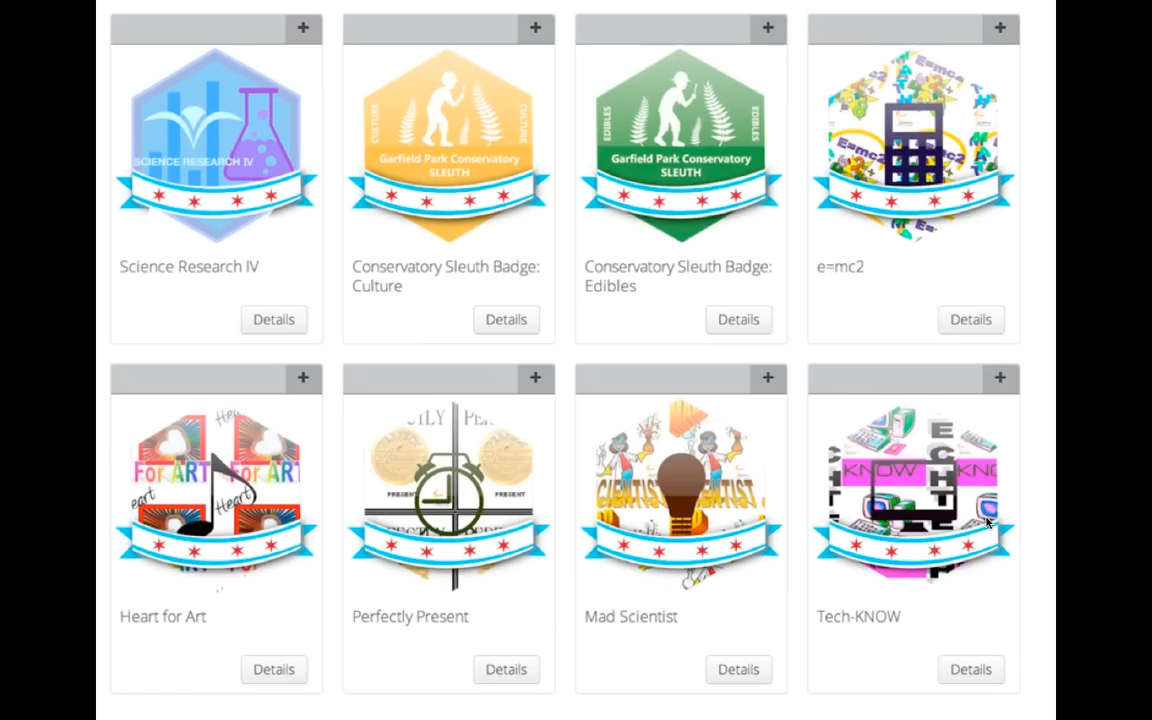 +
+
+
+
SCIENCE RESEARCH IV
CULTURE
CULTURE
Garfield Park Conservatory
SLEUTH
EDIBLES
EDIBLES
Garfield Park Conservatory
SLEUTH
E=mc2
E=mc2
Science Research IV
Conservatory Sleuth Badge:
Culture
Conservatory Sleuth Badge:
Edibles
e=mc2
Details
Details
Details
Details
+
+
+
+
For ART
For ART
Heart
PRESENT
PRESENT
KNOW
Heart for Art
Perfectly Present
Mad Scientist
Tech-KNOW
Details
Details
Details
Details